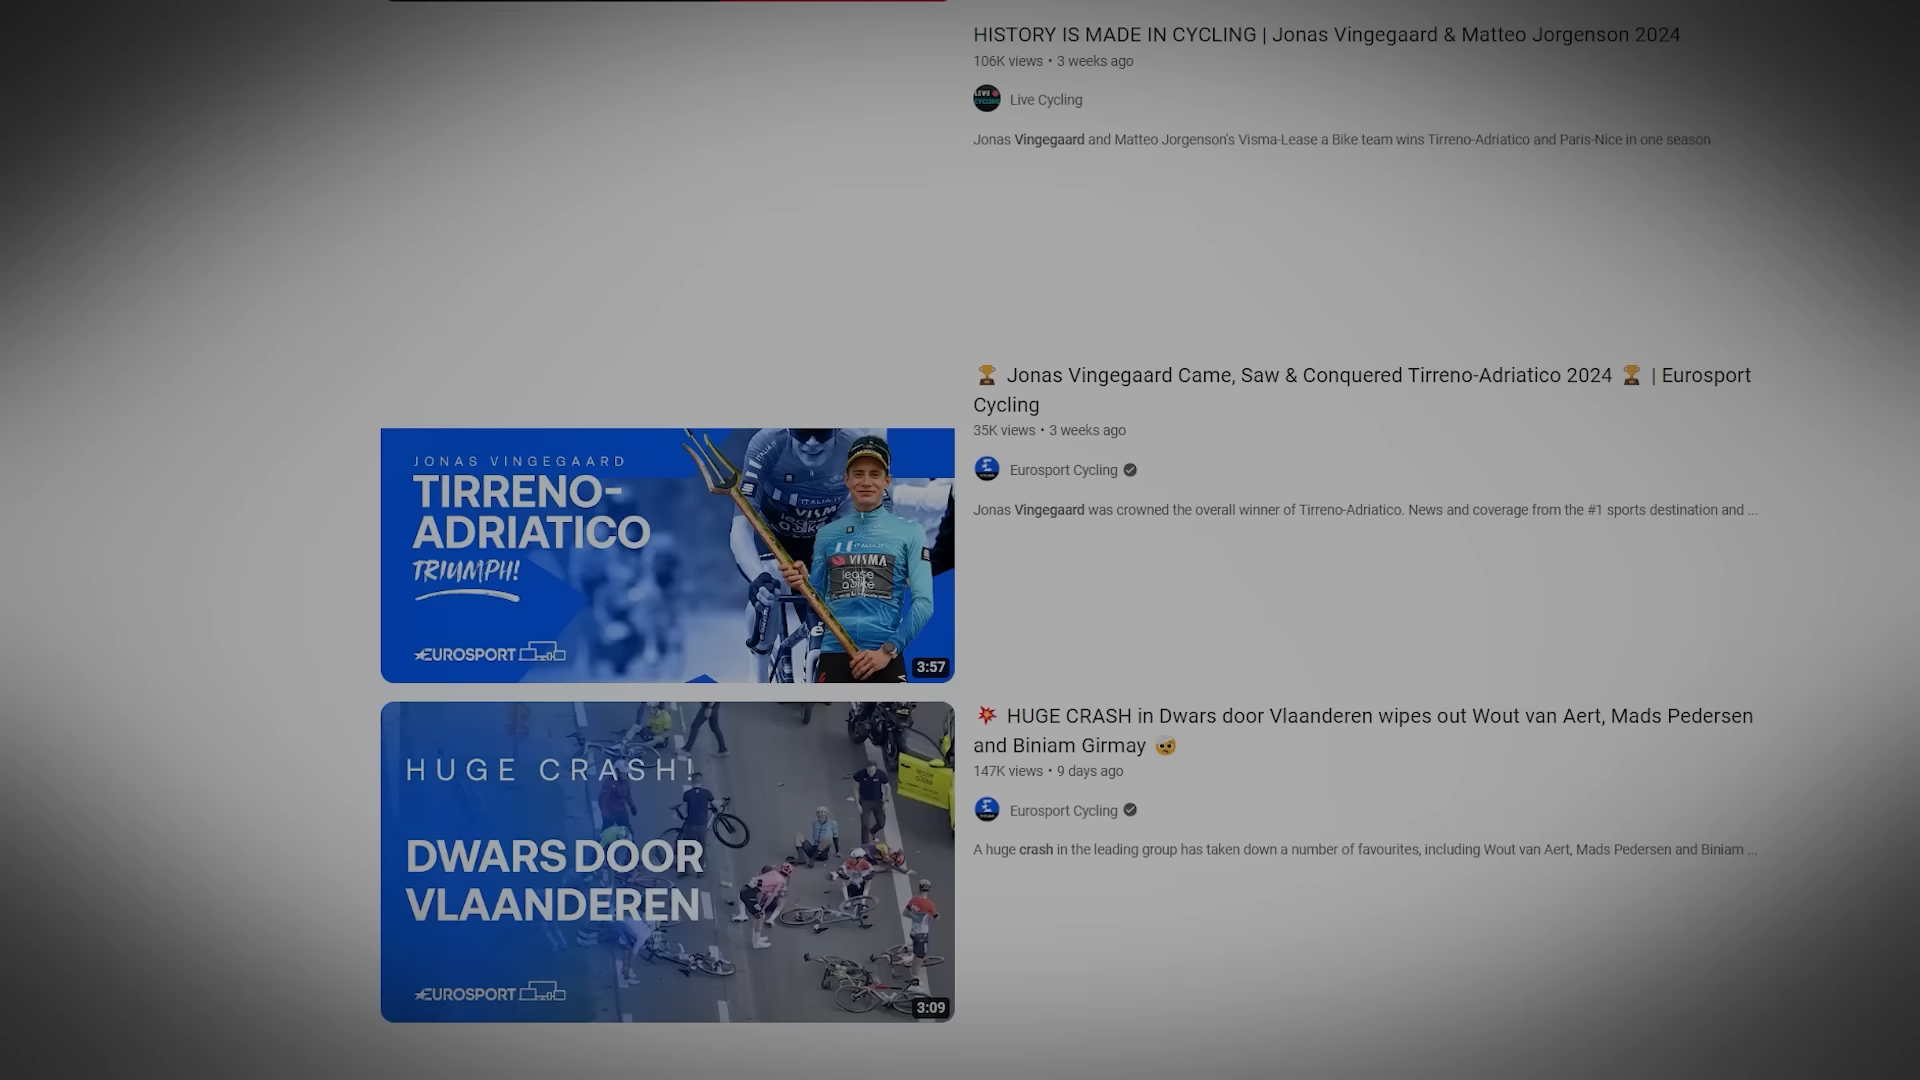 HISTORY IS MADE IN CYCLING | Jonas Vingegaard & Matteo Jorgenson 2024
106K views • 3 weeks ago
LIVE
CYCLING
Live Cycling
Jonas Vingegaard and Matteo Jorgenson's Visma-Lease a Bike team wins Tirreno-Adriatico and Paris-Nice in one season.
🏆 Jonas Vingegaard Came, Saw & Conquered Tirreno-Adriatico 2024 🏆 | Eurosport
Cycling
35K views • 3 weeks ago
Eurosport Cycling
Jonas Vingegaard was crowned the overall winner of Tirreno-Adriatico. News and coverage from the #1 sports destination and ...
JONAS VINGEGAARD
TIRRENO-
ADRIATICO
TRIUMPH!
EUROSPORT
VISMA
lease
a bike
3:57
💥 HUGE CRASH in Dwars door Vlaanderen wipes out Wout van Aert, Mads Pedersen
and Biniam Girmay 🤕
147K views • 9 days ago
Eurosport Cycling
A huge crash in the leading group has taken down a number of favourites, including Wout van Aert, Mads Pedersen and Biniam ...
HUGE CRASH!
DWARS DOOR
VLAANDEREN
EUROSPORT
3:09